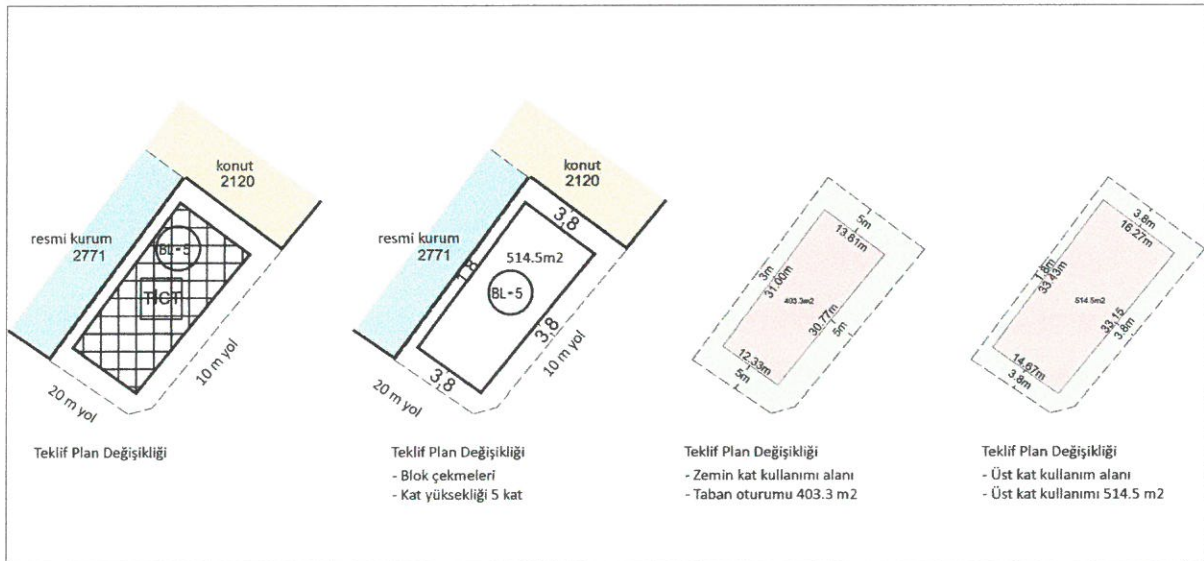 konut
2120
resmi kurum
2771
BL-5
TİCT
20 m yol
10 m yol
Teklif Plan Değişikliği
konut
2120
resmi kurum
2771
3,8
1,8
514.5m2
BL-5
3,8
3,8
20 m yol
10 m yol
Teklif Plan Değişikliği
- Blok çekmeleri
- Kat yüksekliği 5 kat
5m
13.81m
3m
31.00m
403.3m2
30.77m
5m
12.33m
5m
Teklif Plan Değişikliği
- Zemin kat kullanımı alanı
- Taban oturumu 403.3 m2
3.8m
16.27m
1.8m
33.43m
514.5m2
33.15
3.8m
14.67m
3.8m
Teklif Plan Değişikliği
- Üst kat kullanım alanı
- Üst kat kullanımı 514.5 m2